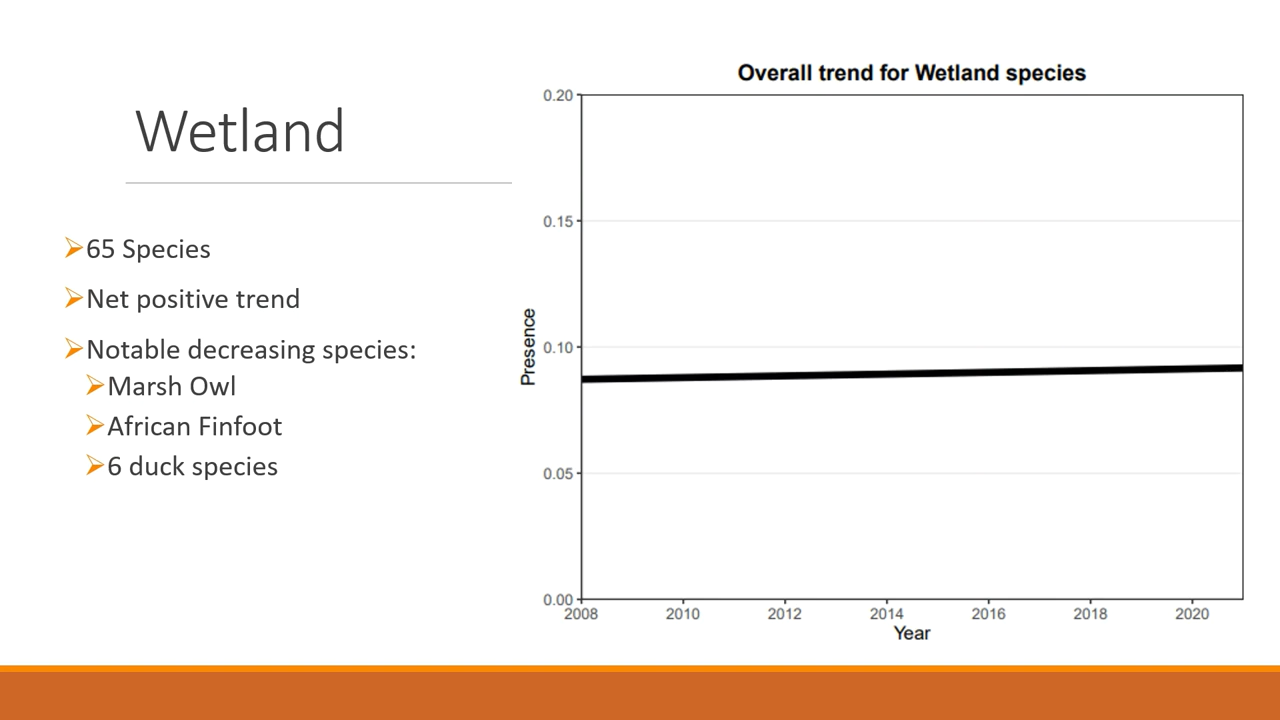 Wetland
65 Species
Net positive trend
Notable decreasing species:
Marsh Owl
African Finfoot
6 duck species
Overall trend for Wetland species
0.20
0.15
0.10
0.05
0.00
Presence
2008 2010 2012 2014 2016 2018 2020
Year